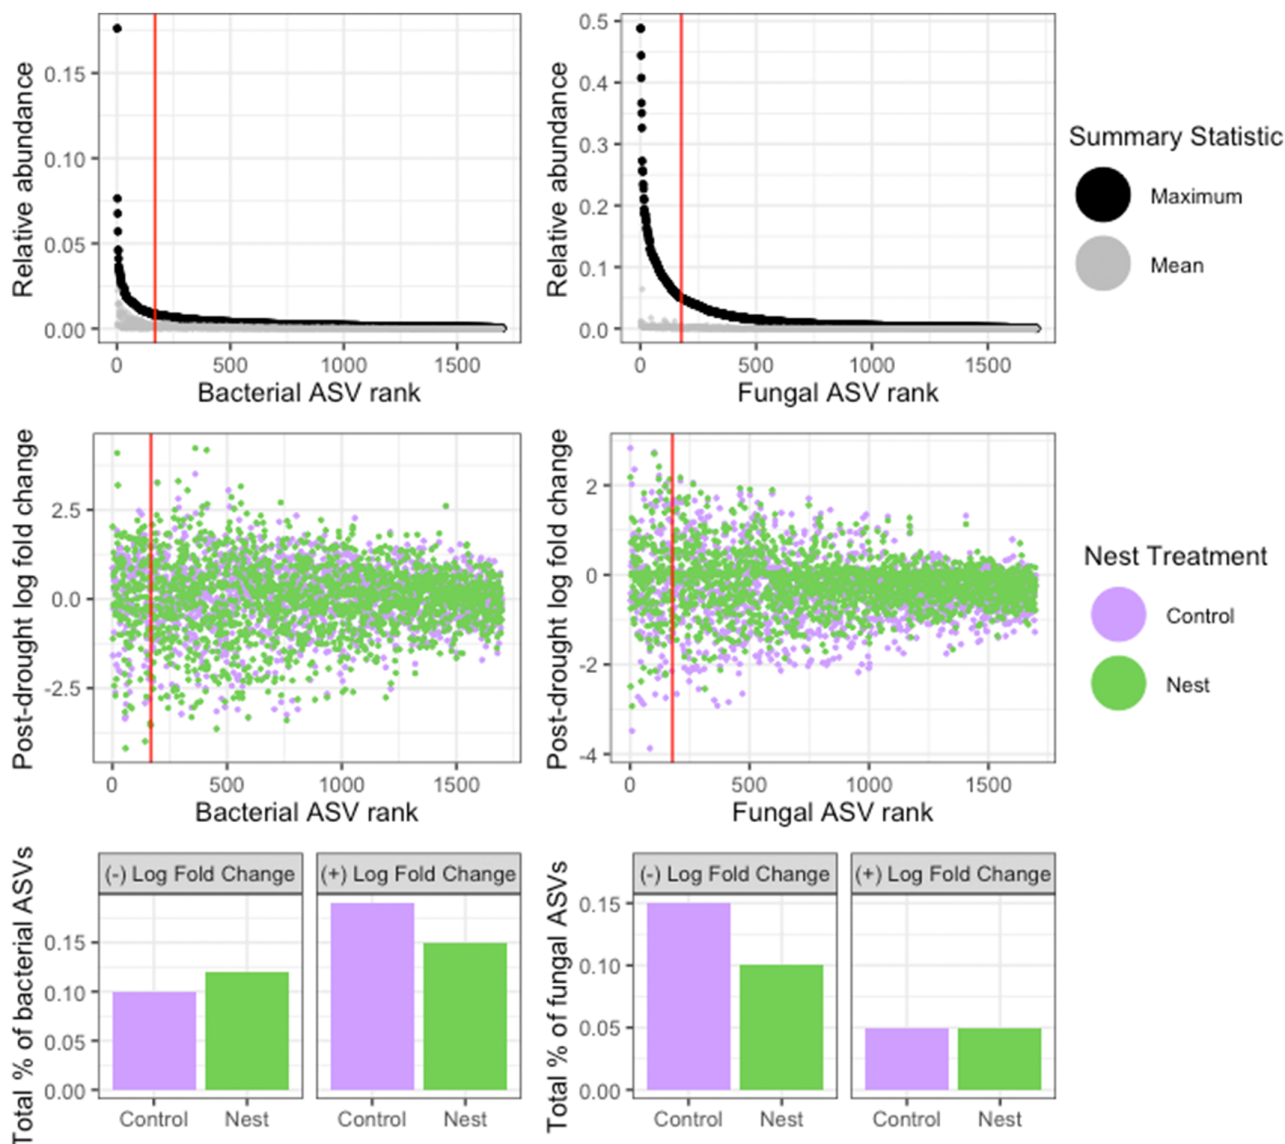 Relative abundance
0.15
0.10
0.05
0.00
0 500 1000 1500
Bacterial ASV rank
Relative abundance
0.5
0.4
0.3
0.2
0.1
0.0
0 500 1000 1500
Fungal ASV rank
Summary Statistic
Maximum
Mean
Post-drought log fold change
2.5
0.0
-2.5
0 500 1000 1500
Bacterial ASV rank
Post-drought log fold change
2
0
-2
-4
0 500 1000 1500
Fungal ASV rank
Nest Treatment
Control
Nest
Total % of bacterial ASVs
(-) Log Fold Change (+) Log Fold Change
0.15
0.10
0.05
0.00
Control Nest Control Nest
Total % of fungal ASVs
(-) Log Fold Change (+) Log Fold Change
0.15
0.10
0.05
0.00
Control Nest Control Nest